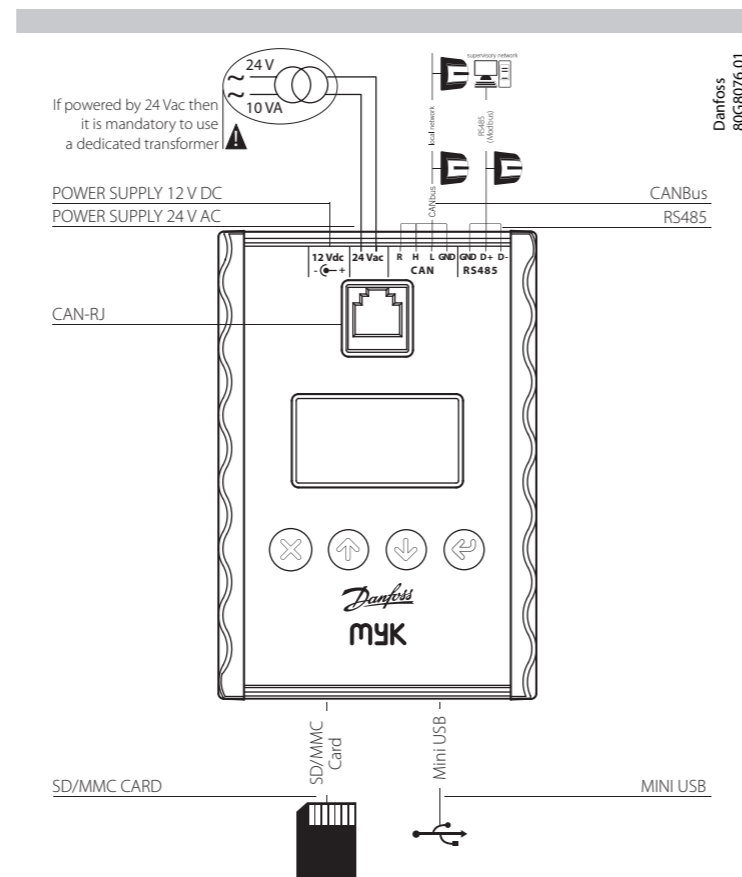 supervisory network
24 V
10 VA
If powered by 24 Vac then
it is mandatory to use
a dedicated transformer
local network
RS485
(Modbus)
CANbus
Danfoss
80G8076.01
POWER SUPPLY 12 V DC
CANBus
POWER SUPPLY 24 V AC
RS485
12 Vdc
24 Vac
R H L GND
GND D+ D-
- +
CAN
RS485
CAN-RJ
Danfoss
MYK
SD/MMC
Card
Mini USB
SD/MMC CARD
MINI USB